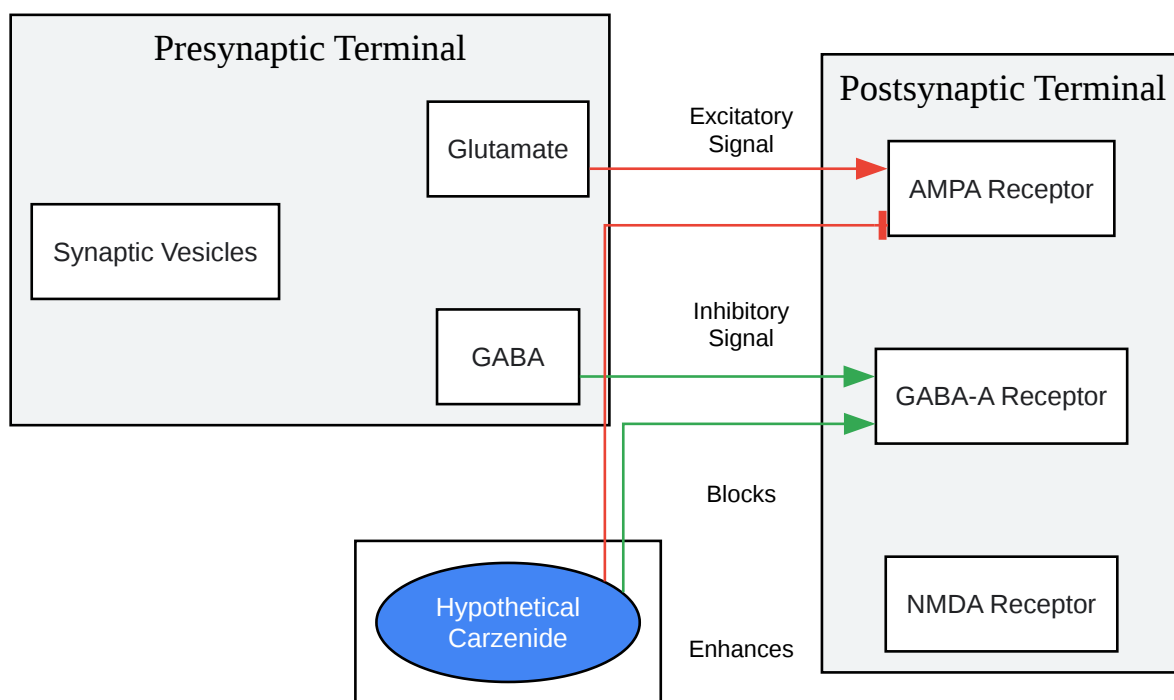 Presynaptic Terminal
Glutamate
Synaptic Vesicles
GABA
Excitatory
Signal
Inhibitory
Signal
Blocks
Enhances
Hypothetical
Carzenide
Postsynaptic Terminal
AMPA Receptor
GABA-A Receptor
NMDA Receptor